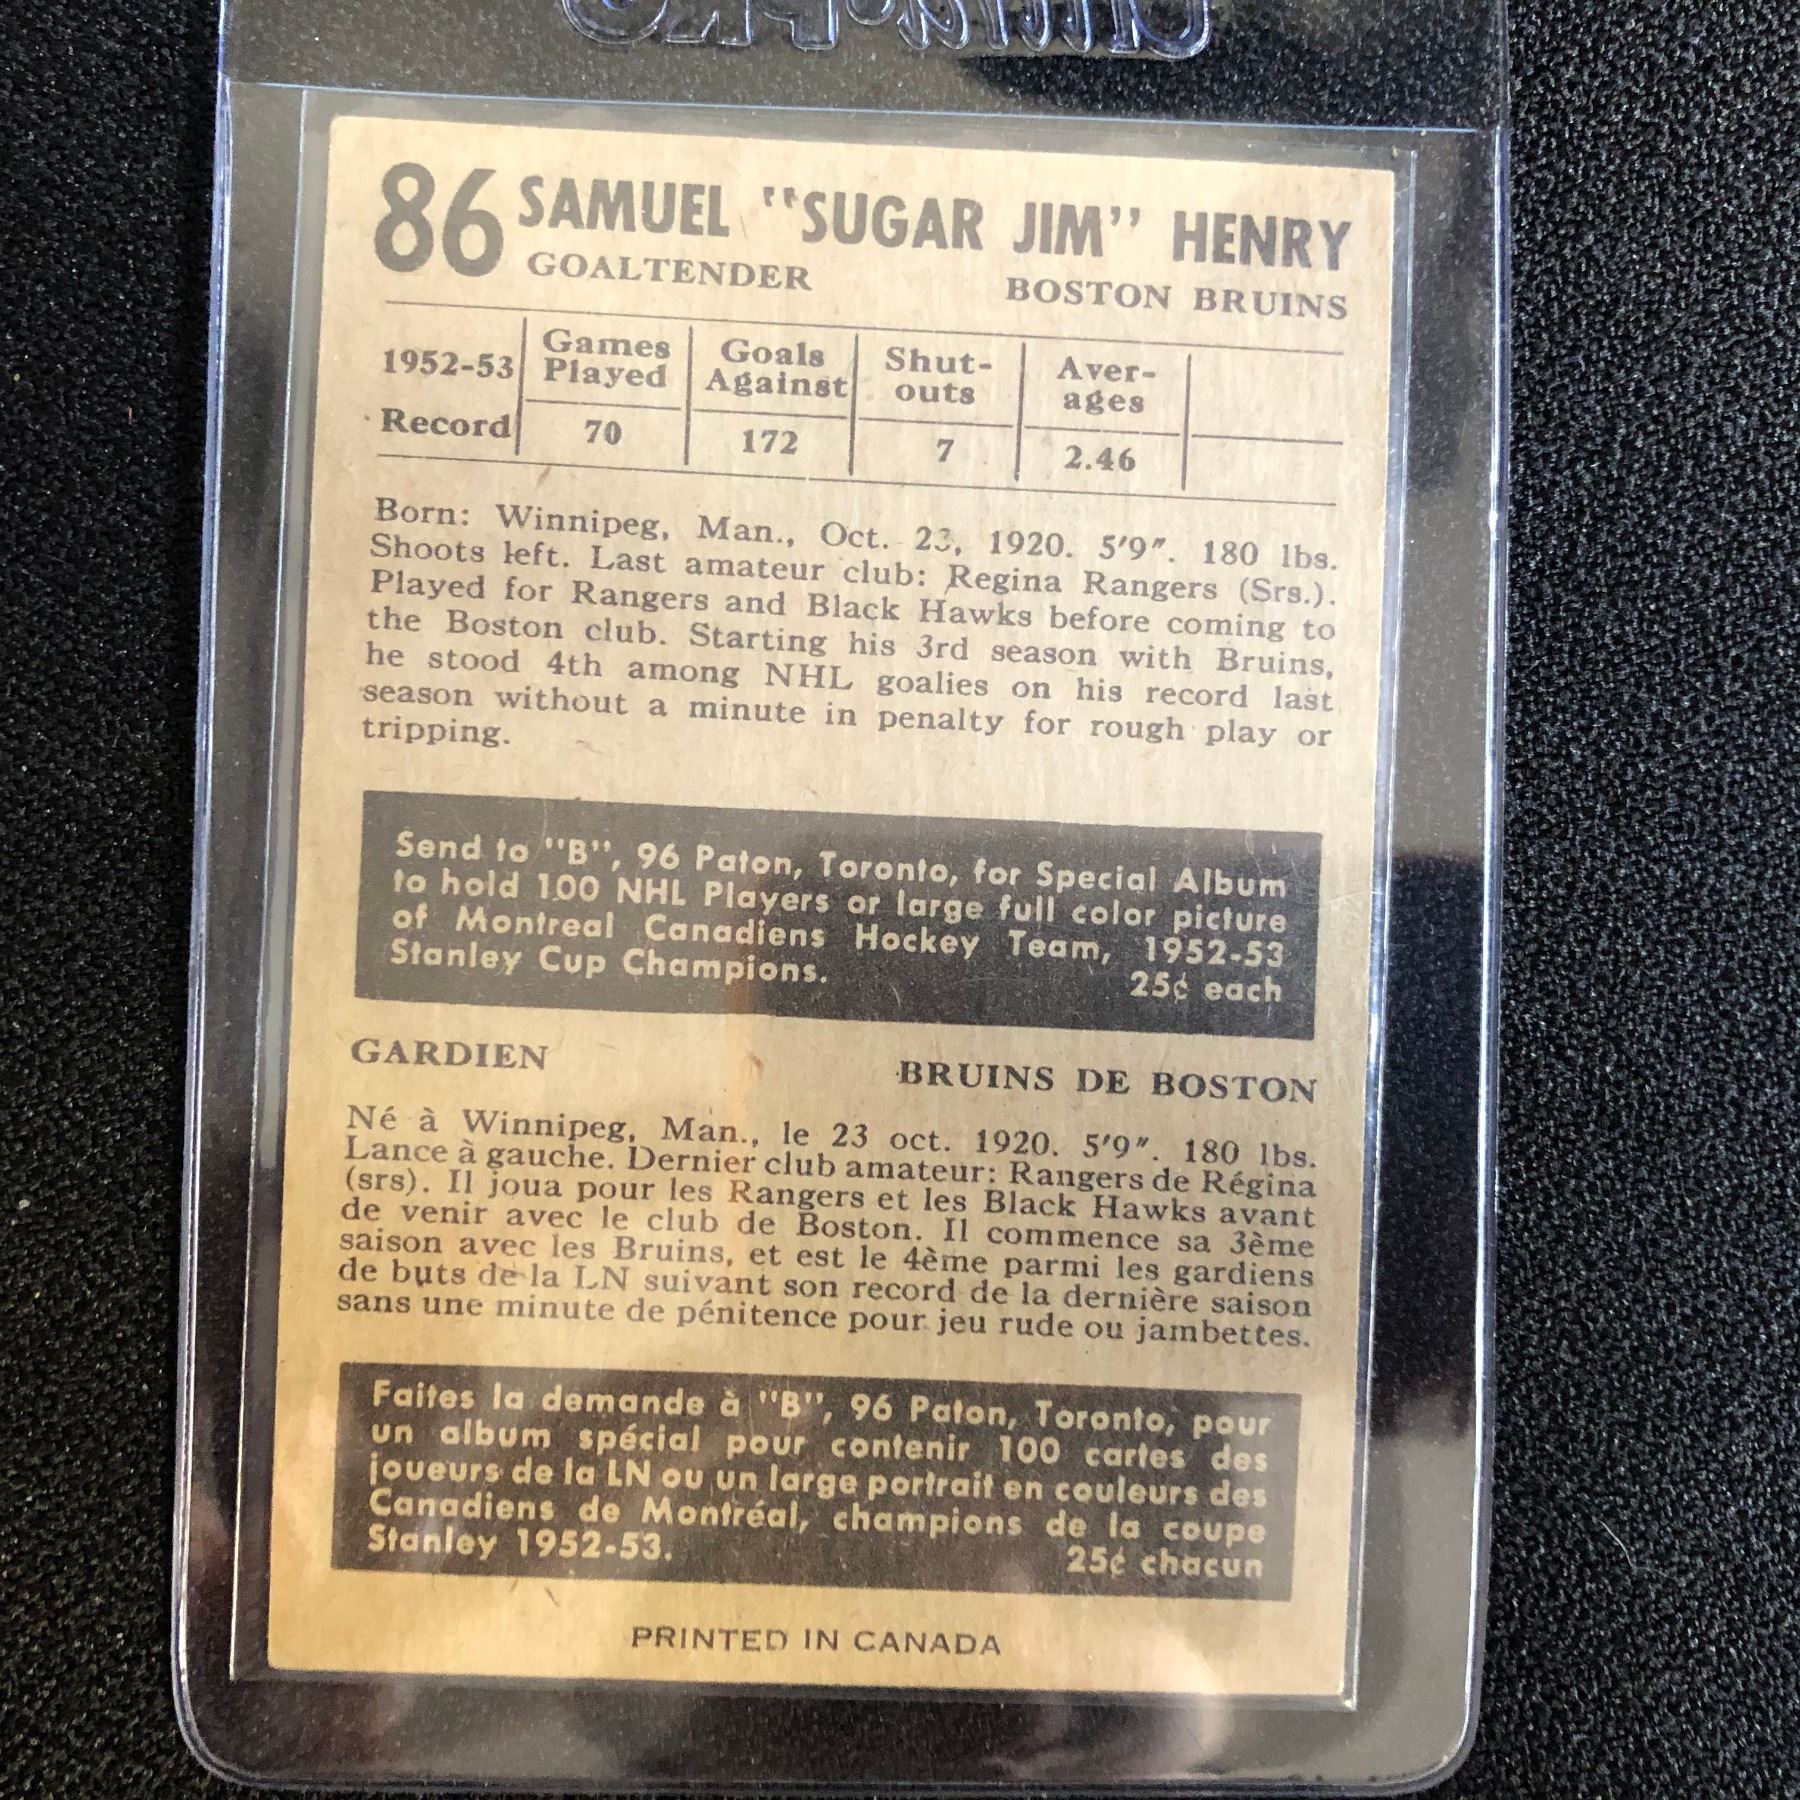 86 SAMUEL "SUGAR JIM" HENRY
GOALTENDER BOSTON BRUINS
1952-53 Record
Games Played Goals Against Shut-outs Aver-ages
70 172 7 2.46
Born: Winnipeg, Man., Oct. 23, 1920. 5'9". 180 lbs.
Shoots left. Last amateur club: Regina Rangers (Srs.).
Played for Rangers and Black Hawks before coming to
the Boston club. Starting his 3rd season with Bruins,
he stood 4th among NHL goalies on his record last
season without a minute in penalty for rough play or
tripping.
Send to "B", 96 Paton, Toronto, for Special Album
to hold 100 NHL Players or large full color picture
of Montreal Canadiens Hockey Team, 1952-53
Stanley Cup Champions. 25¢ each
GARDIEN BRUINS DE BOSTON
Né à Winnipeg, Man., le 23 oct. 1920. 5'9". 180 lbs.
Lance à gauche. Dernier club amateur: Rangers de Régina
(srs). Il joua pour les Rangers et les Black Hawks avant
de venir avec le club de Boston. Il commence sa 3ème
saison avec les Bruins, et est le 4ème parmi les gardiens
de buts de la LN suivant son record de la dernière saison
sans une minute de pénitence pour jeu rude ou jambettes.
Faites la demande à "B", 96 Paton, Toronto, pour
un album spécial pour contenir 100 cartes des
joueurs de la LN ou un large portrait en couleurs des
Canadiens de Montréal, champions de la coupe
Stanley 1952-53. 25¢ chacun
PRINTED IN CANADA